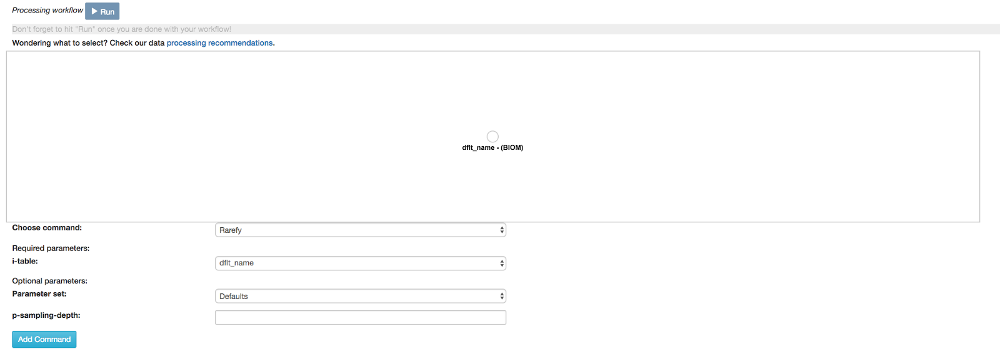 Processing workflow Run
Don't forget to hit "Run" once you are done with your workflow!
Wondering what to select? Check our data processing recommendations.
dflt_name - (BIOM)
Choose command: Rarefy
Required parameters:
i-table: dflt_name
Optional parameters:
Parameter set: Defaults
p-sampling-depth:
Add Command